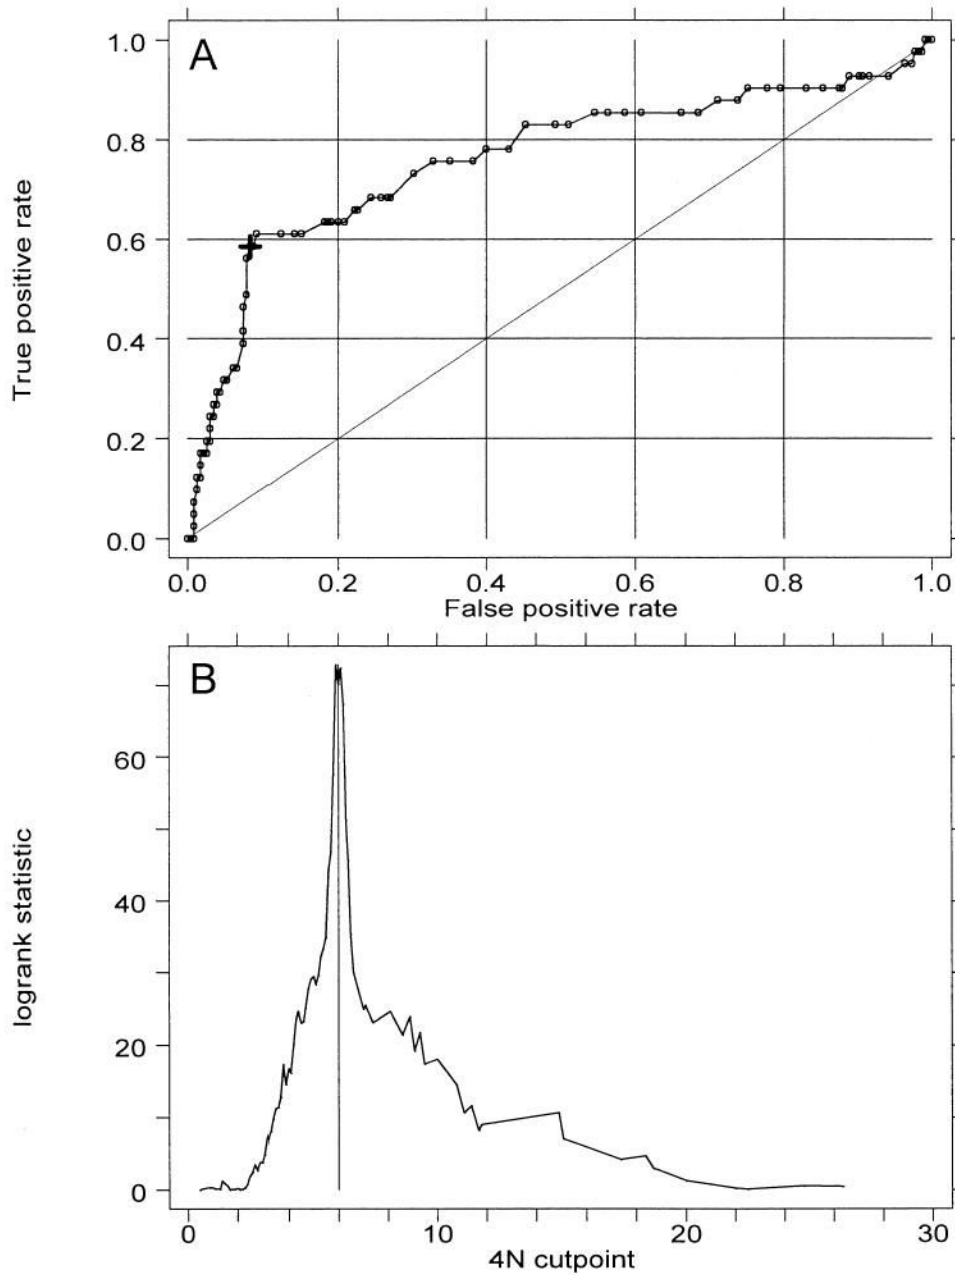 A
1.0
0.8
0.6
0.4
0.2
0.0
True positive rate
0.0 0.2 0.4 0.6 0.8 1.0
False positive rate
B
60
40
20
0
logrank statistic
0 10 20 30
4N cutpoint